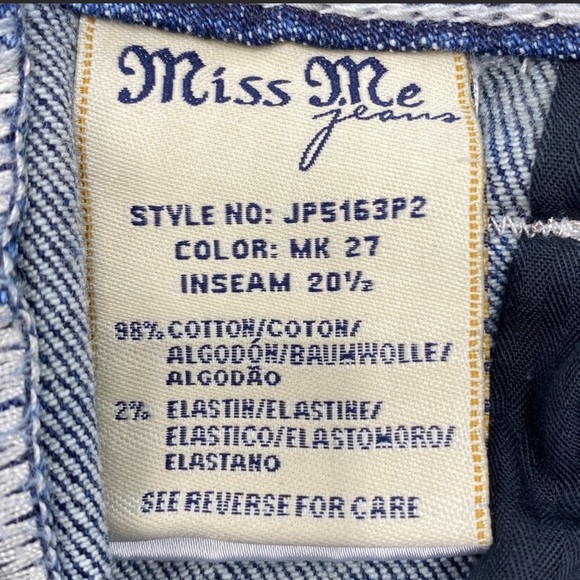 Miss Me
jeans
STYLE NO: JP5163P2
COLOR: MK 27
INSEAM 20½
98% COTTON/COTON/
ALGODÓN/BAUMWOLLE/
ALGODÃO
2% ELASTIN/ELASTINE/
ELASTICO/ELASTOMORO/
ELASTANO
SEE REVERSE FOR CARE